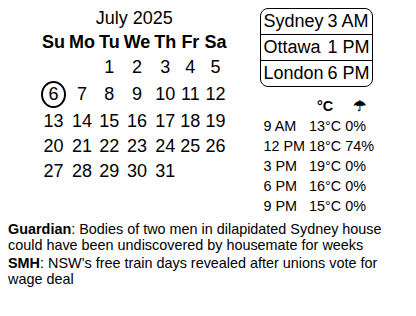 July 2025
Su Mo Tu We Th Fr Sa
1 2 3 4 5
6 7 8 9 10 11 12
13 14 15 16 17 18 19
20 21 22 23 24 25 26
27 28 29 30 31
Sydney 3 AM
Ottawa 1 PM
London 6 PM
°C ☂
9 AM 13°C 0%
12 PM 18°C 74%
3 PM 19°C 0%
6 PM 16°C 0%
9 PM 15°C 0%
Guardian: Bodies of two men in dilapidated Sydney house
could have been undiscovered by housemate for weeks
SMH: NSW's free train days revealed after unions vote for
wage deal